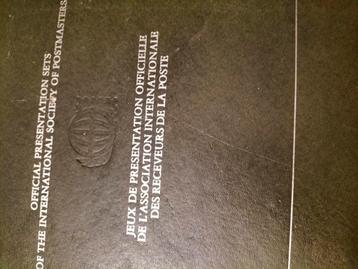 OFFICIAL PRESENTATION SETS
OF THE INTERNATIONAL SOCIETY OF POSTMASTERS
JEUX DE PRESENTATION OFFICIELLE
DE L'ASSOCIATION INTERNATIONALE
DES RECEVEURS DE LA POSTE